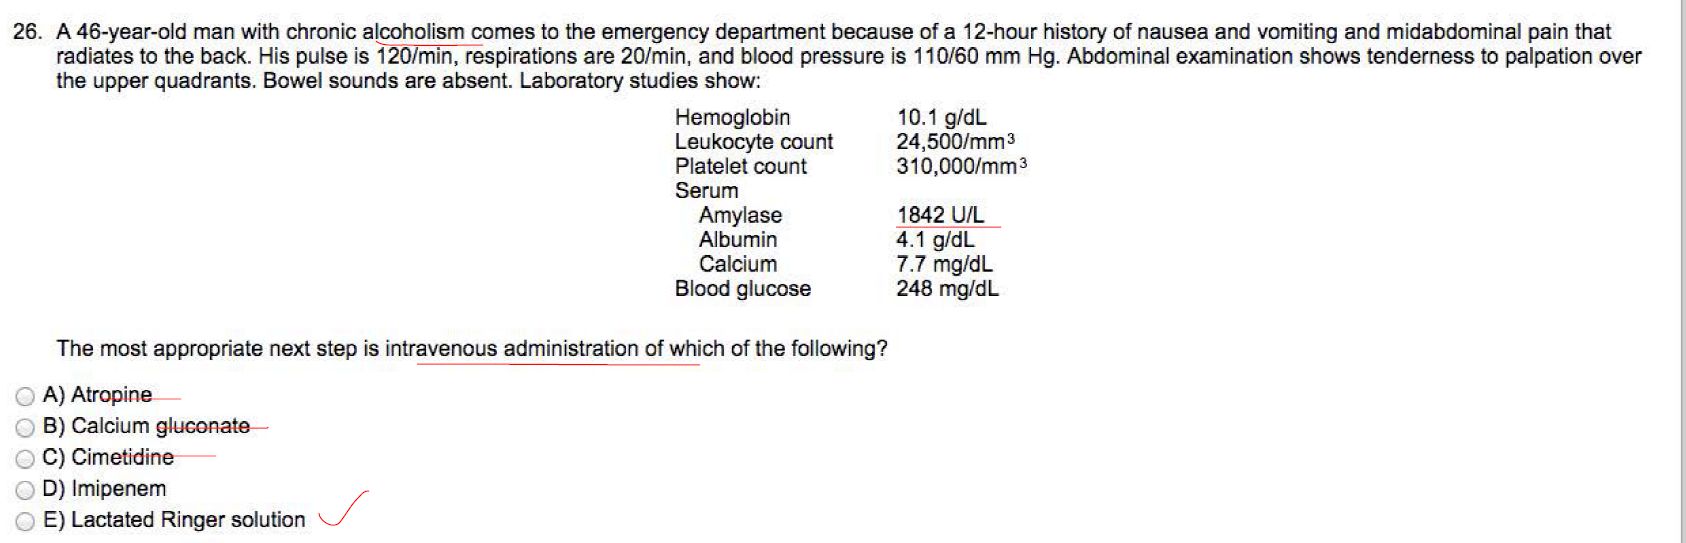 26. A 46-year-old man with chronic alcoholism comes to the emergency department because of a 12-hour history of nausea and vomiting and midabdominal pain that
radiates to the back. His pulse is 120/min, respirations are 20/min, and blood pressure is 110/60 mm Hg. Abdominal examination shows tenderness to palpation over
the upper quadrants. Bowel sounds are absent. Laboratory studies show:
Hemoglobin 10.1 g/dL
Leukocyte count 24,500/mm3
Platelet count 310,000/mm3
Serum
Amylase 1842 U/L
Albumin 4.1 g/dL
Calcium 7.7 mg/dL
Blood glucose 248 mg/dL
The most appropriate next step is intravenous administration of which of the following?
A) Atropine
B) Calcium gluconate
C) Cimetidine
D) Imipenem
E) Lactated Ringer solution